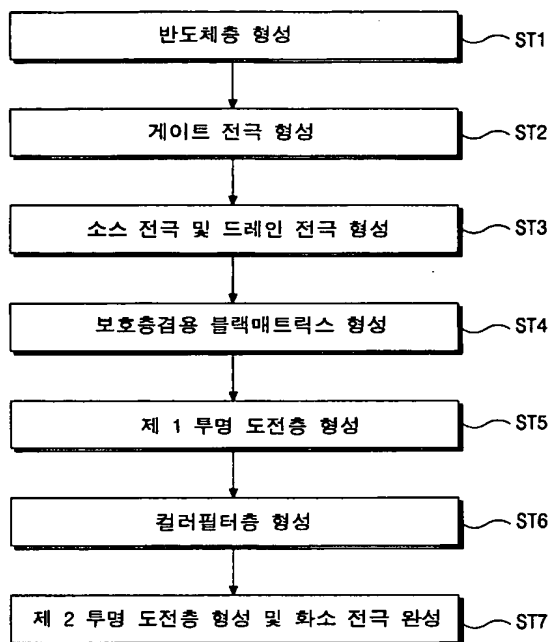 반도체층 형성 ST1
게이트 전극 형성 ST2
소스 전극 및 드레인 전극 형성 ST3
보호층겸용 블랙매트릭스 형성 ST4
제 1 투명 도전층 형성 ST5
컬러필터층 형성 ST6
제 2 투명 도전층 형성 및 화소 전극 완성 ST7